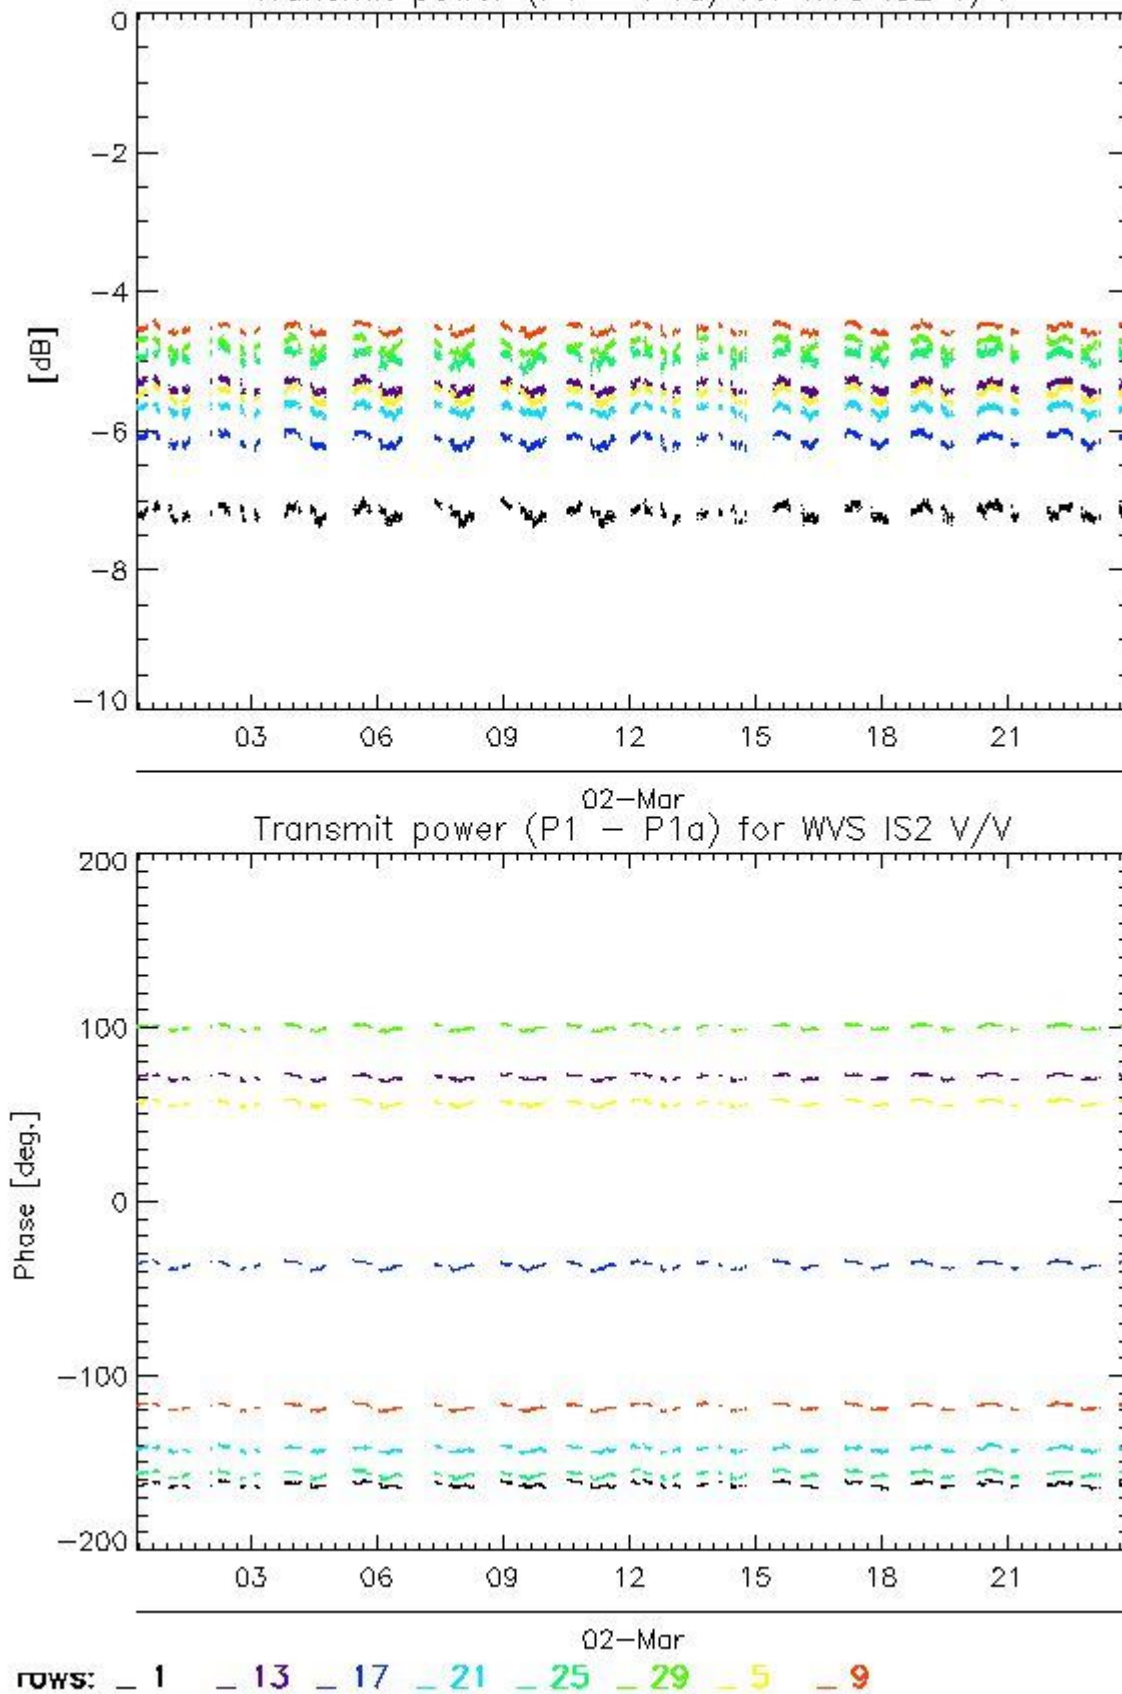 0
-2
-4
[dB]
-6
-8
-10
03 06 09 12 15 18 21
02-Mar
Transmit power (P1 - P1a) for WVS IS2 V/V
200
100
0
Phase [deg.]
-100
-200
03 06 09 12 15 18 21
02-Mar
rows: _ 1 _ 13 _ 17 _ 21 _ 25 _ 29 _ 5 _ 9